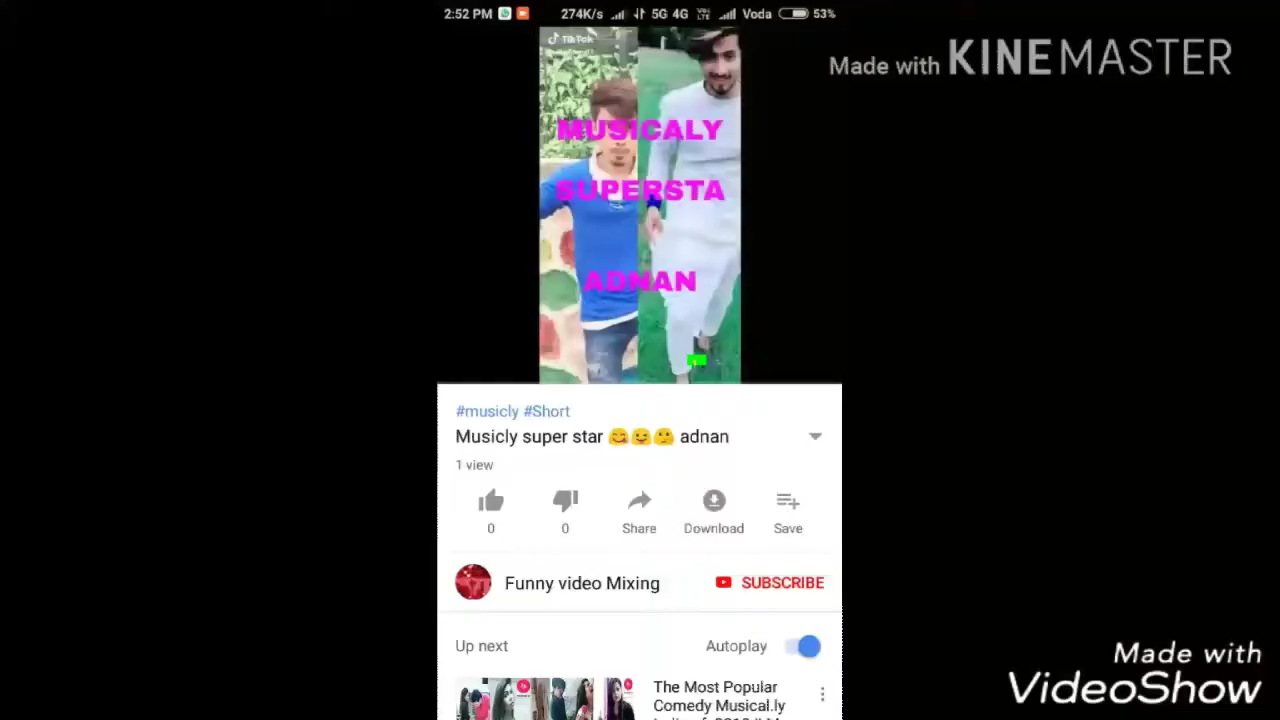 2:52 PM 274K/s 5G 4G VoLTE Voda 53%
Made with KINEMASTER
TikTok
MUSICALY
SUPERSTA
ADNAN
#musicly #Short
Musicly super star 😋😜🤔 adnan
1 view
0 0 Share Download Save
Funny video Mixing SUBSCRIBE
Up next Autoplay
The Most Popular
Comedy Musical.ly
Made with
VideoShow